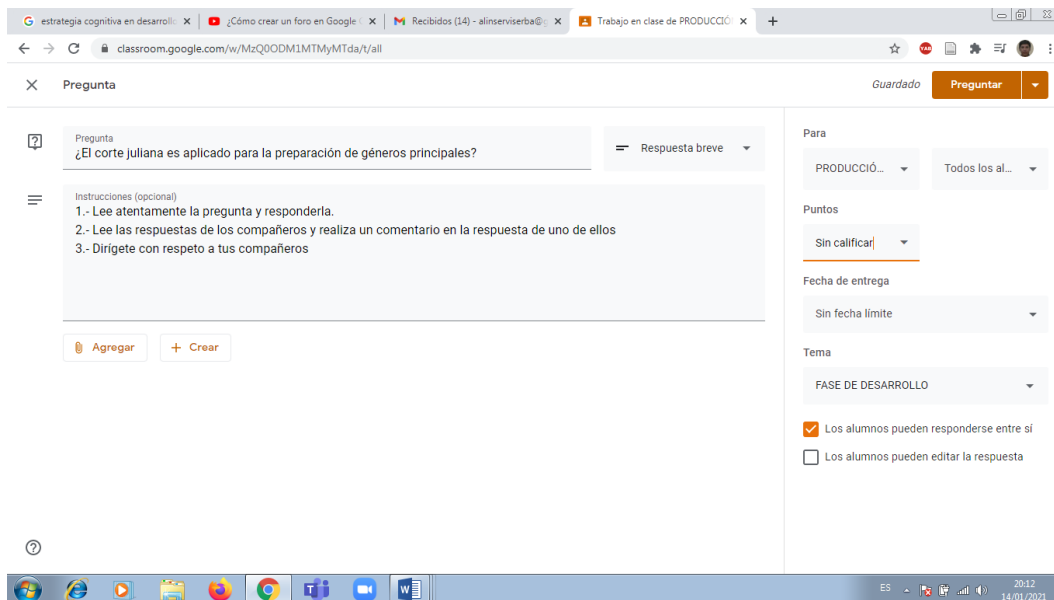 estrategia cognitiva en desarrollo
¿Cómo crear un foro en Google C
Recibidos (14) - alinserviserba@g
Trabajo en clase de PRODUCCIÓ
classroom.google.com/w/MzQ0ODM1MTMyMTda/t/all
Pregunta
Guardado
Preguntar
Pregunta
¿El corte juliana es aplicado para la preparación de géneros principales?
Respuesta breve
Instrucciones (opcional)
1.- Lee atentamente la pregunta y responderla.
2.- Lee las respuestas de los compañeros y realiza un comentario en la respuesta de uno de ellos
3.- Dirígete con respeto a tus compañeros
Agregar
Crear
Para
PRODUCCIÓ...
Todos los al...
Puntos
Sin calificar
Fecha de entrega
Sin fecha límite
Tema
FASE DE DESARROLLO
Los alumnos pueden responderse entre sí
Los alumnos pueden editar la respuesta
ES
20:12
14/01/2021